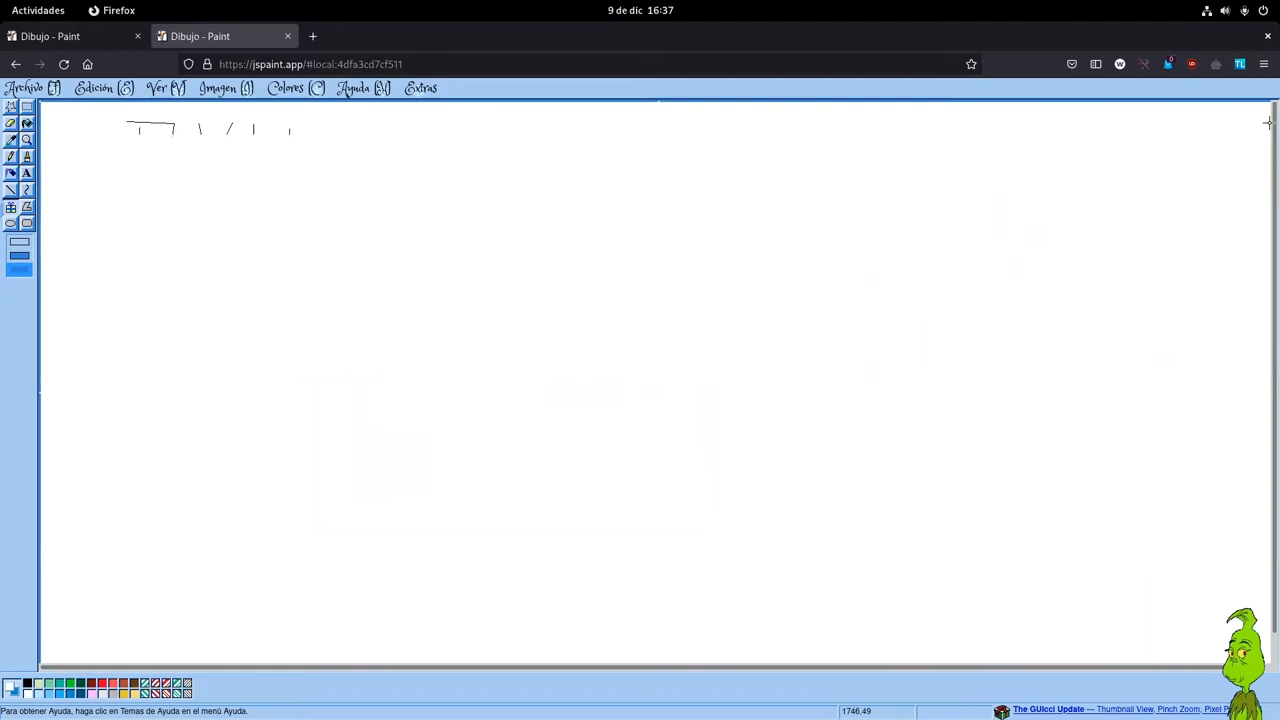 Actividades Firefox 9 de dic 16:37
Dibujo - Paint × Dibujo - Paint × +
https://jspaint.app/#local:4dfa3cd7cf511
Archivo (F) Edición (E) Ver (V) Imagen (I) Colores (C) Ayuda (H) Extras
Para obtener Ayuda, haga clic en Temas de Ayuda en el menú Ayuda. 1746,49 The GUIcci Update — Thumbnail View, Pinch Zoom, Pixel P